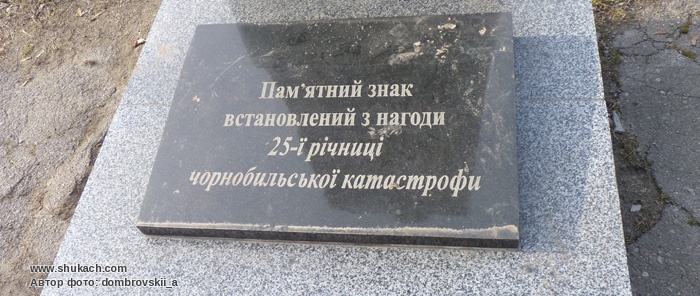 Пам'ятний знак
встановлений з нагоди
25-ї річниці
чорнобильської катастрофи
www.shukach.com
Автор фото: dombrovskii_a